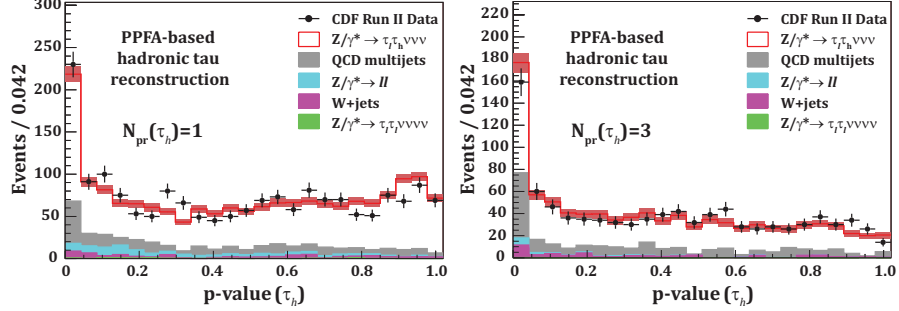 PPFA-based
hadronic tau
reconstruction
N_pr(τ_h)=1
CDF Run II Data
Z/γ* → τ_l τ_h ννν
QCD multijets
Z/γ* → ll
W+jets
Z/γ* → τ_l τ_l νννν
Events / 0.042
300
250
200
150
100
50
0
0 0.2 0.4 0.6 0.8 1.0
p-value (τ_h)
PPFA-based
hadronic tau
reconstruction
N_pr(τ_h)=3
CDF Run II Data
Z/γ* → τ_l τ_h ννν
QCD multijets
Z/γ* → ll
W+jets
Z/γ* → τ_l τ_l νννν
Events / 0.042
220
200
180
160
140
120
100
80
60
40
20
0
0 0.2 0.4 0.6 0.8 1.0
p-value (τ_h)